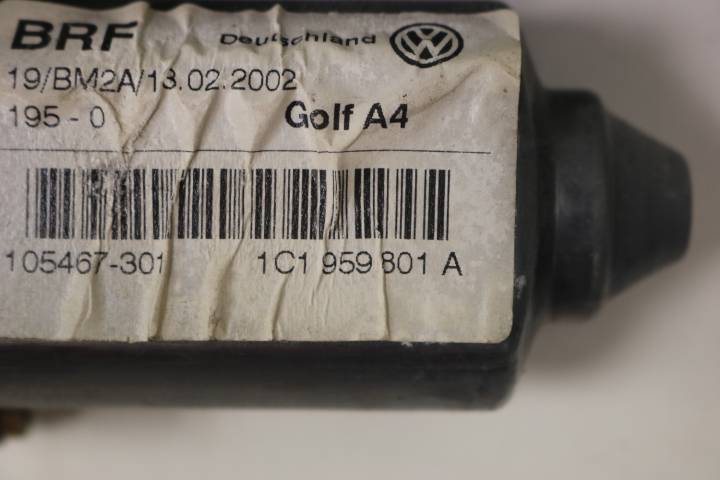 BRF Deutschland
19/BM2A/13.02.2002
195-0 Golf A4
105467-301 1C1 959 801 A